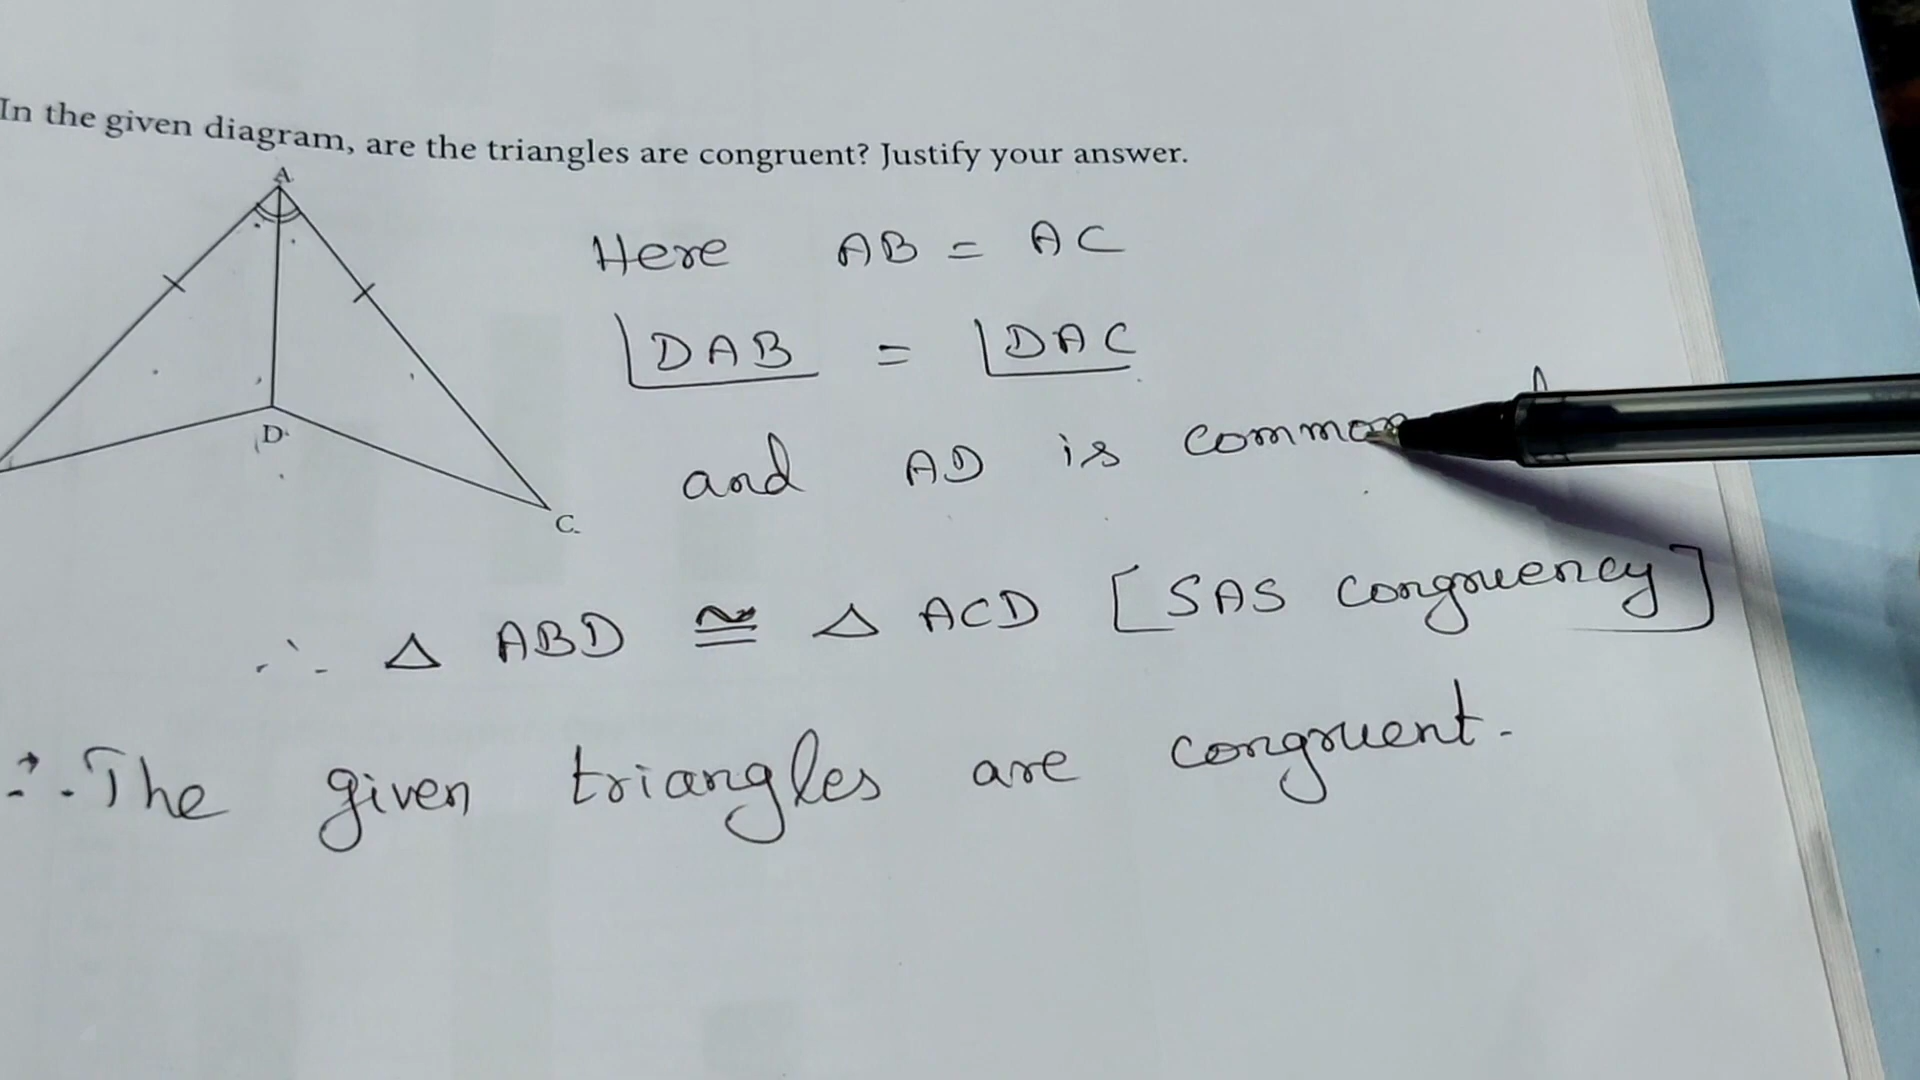 In the given diagram, are the triangles are congruent? Justify your answer.
A
D
C
Here AB = AC
∠DAB = ∠DAC
and AD is common
∴ △ ABD ≅ △ ACD [SAS congruency]
∴ The given triangles are congruent.